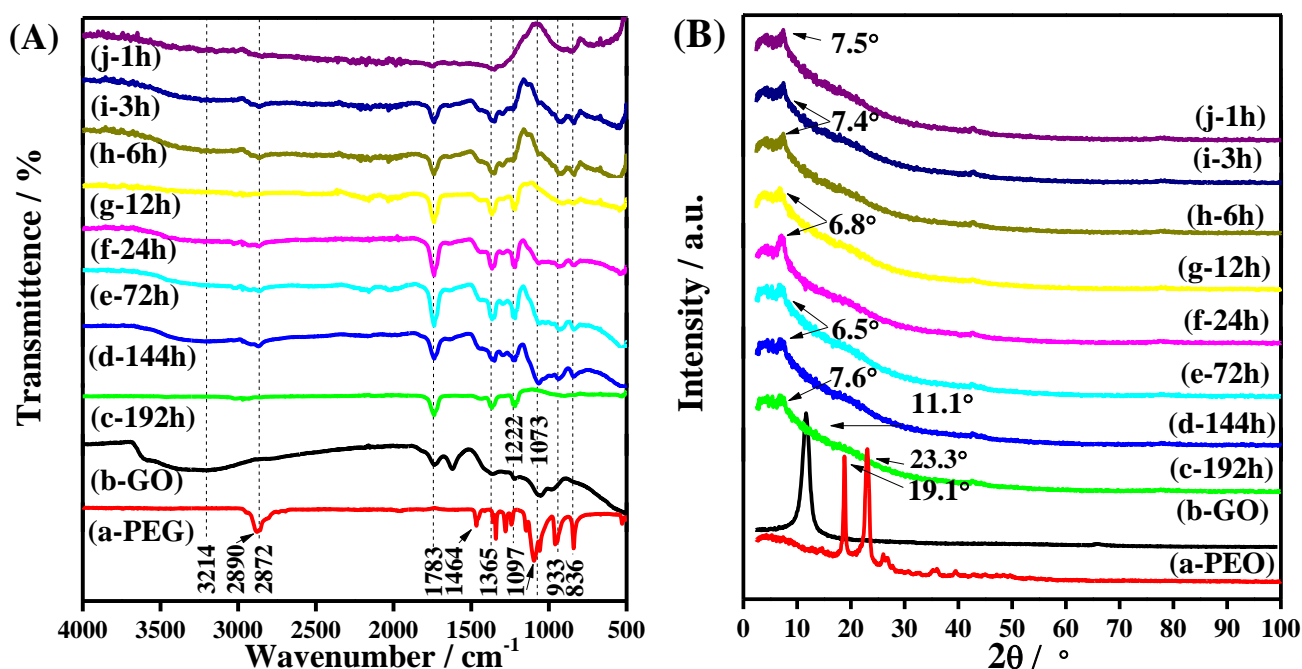 (A)
Transmittence / %
(j-1h)
(i-3h)
(h-6h)
(g-12h)
(f-24h)
(e-72h)
(d-144h)
(c-192h)
(b-GO)
(a-PEG)
1222
1073
3214
2890
2872
1783
1464
1365
1097
933
836
4000 3500 3000 2500 2000 1500 1000 500
Wavenumber / cm-1
(B)
Intensity / a.u.
7.5°
(j-1h)
7.4°
(i-3h)
(h-6h)
6.8°
(g-12h)
(f-24h)
6.5°
(e-72h)
7.6°
11.1°
(d-144h)
23.3°
(c-192h)
19.1°
(b-GO)
(a-PEO)
0 10 20 30 40 50 60 70 80 90 100
2θ / °